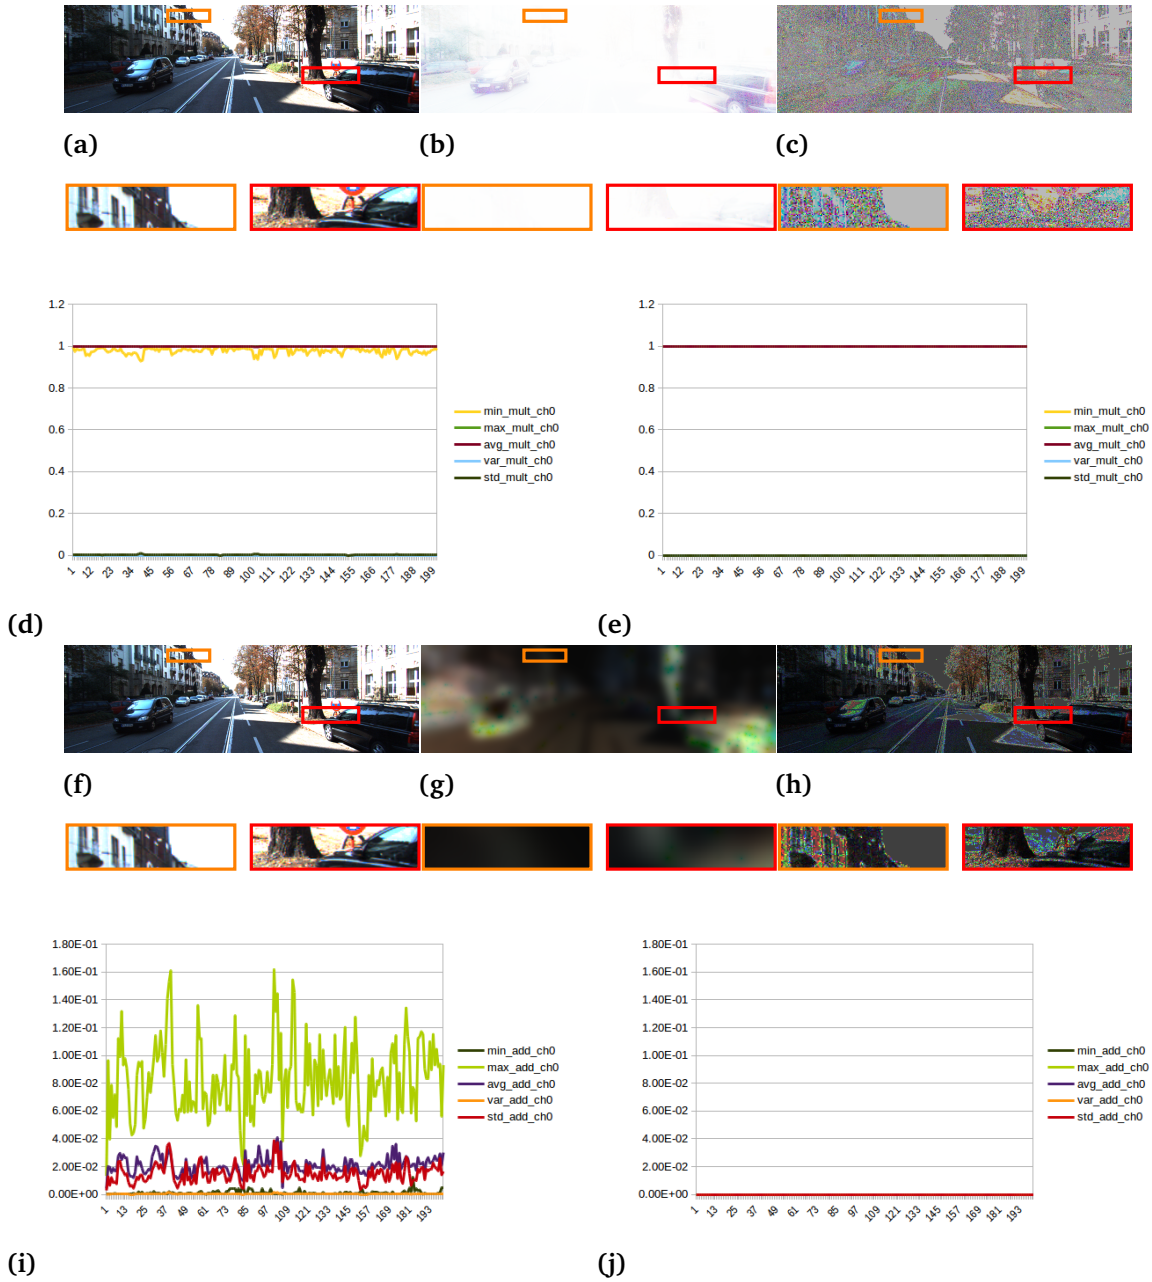 (a) (b) (c)
1.2
1
0.8
0.6
0.4
0.2
0
1 12 23 34 45 56 67 78 89 100 111 122 133 144 155 166 177 188 199
min_mult_ch0
max_mult_ch0
avg_mult_ch0
var_mult_ch0
std_mult_ch0
(d)
1.2
1
0.8
0.6
0.4
0.2
0
1 12 23 34 45 56 67 78 89 100 111 122 133 144 155 166 177 188 199
min_mult_ch0
max_mult_ch0
avg_mult_ch0
var_mult_ch0
std_mult_ch0
(e)
(f) (g) (h)
1.80E-01
1.60E-01
1.40E-01
1.20E-01
1.00E-01
8.00E-02
6.00E-02
4.00E-02
2.00E-02
0.00E+00
1 13 25 37 49 61 73 85 97 109 121 133 145 157 169 181 193
min_add_ch0
max_add_ch0
avg_add_ch0
var_add_ch0
std_add_ch0
(i)
1.80E-01
1.60E-01
1.40E-01
1.20E-01
1.00E-01
8.00E-02
6.00E-02
4.00E-02
2.00E-02
0.00E+00
1 13 25 37 49 61 73 85 97 109 121 133 145 157 169 181 193
min_add_ch0
max_add_ch0
avg_add_ch0
var_add_ch0
std_add_ch0
(j)